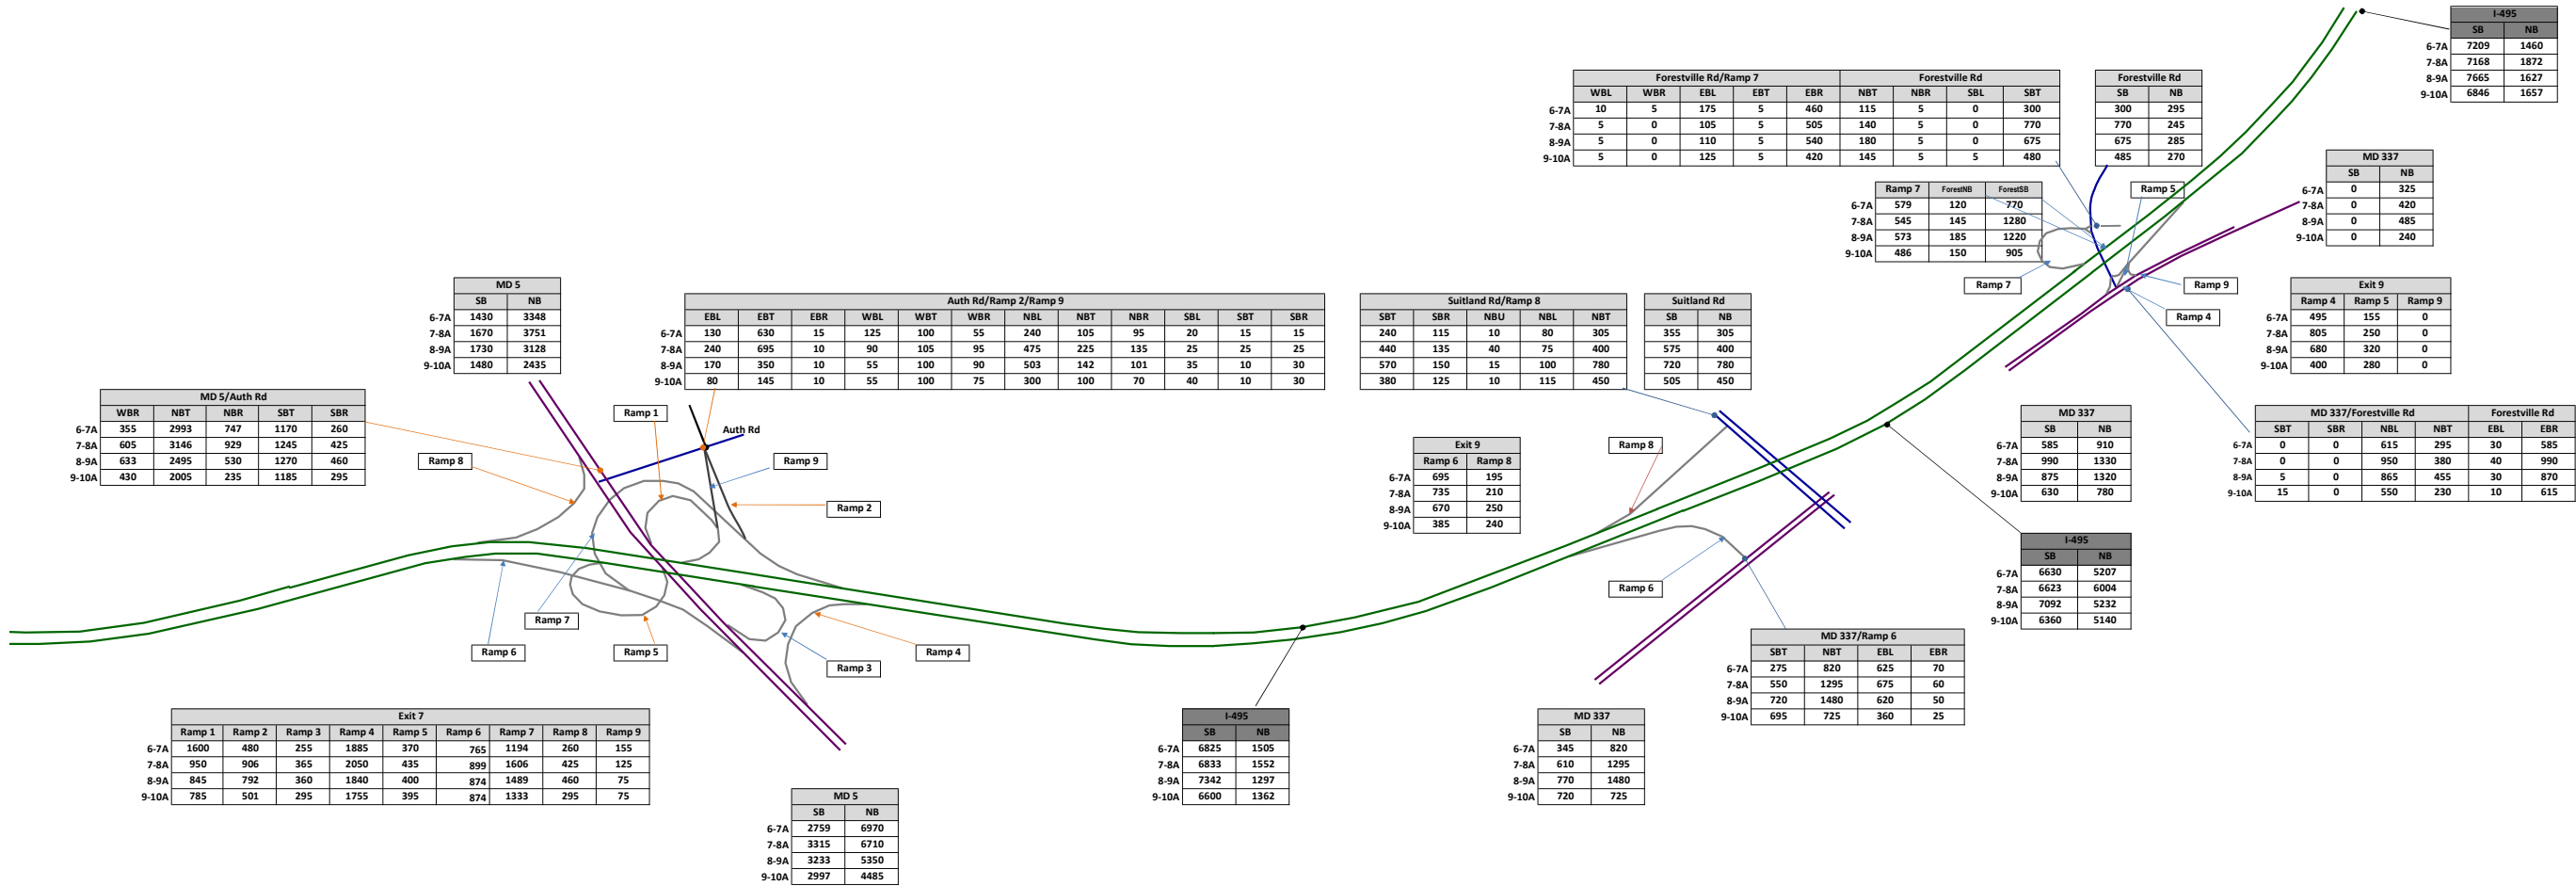 I-495
SB NB
6-7A 7209 1460
7-8A 7168 1872
8-9A 7665 1627
9-10A 6846 1657
Forestville Rd/Ramp 7 Forestville Rd
WBL WBR EBL EBT EBR NBT NBR SBL SBT
6-7A 10 5 175 5 460 115 5 0 300
7-8A 5 0 105 5 505 140 5 0 770
8-9A 5 0 110 5 540 180 5 0 675
9-10A 5 0 125 5 420 145 5 5 480
Forestville Rd
SB NB
300 295
770 245
675 285
485 270
MD 337
SB NB
6-7A 0 325
7-8A 0 420
8-9A 0 485
9-10A 0 240
Ramp 7 ForestNB ForestSB
6-7A 579 120 770
7-8A 545 145 1280
8-9A 573 185 1220
9-10A 486 150 905
Ramp 5
Ramp 7
Ramp 9
Ramp 4
Exit 9
Ramp 4 Ramp 5 Ramp 9
6-7A 495 155 0
7-8A 805 250 0
8-9A 680 320 0
9-10A 400 280 0
MD 5
SB NB
6-7A 1430 3348
7-8A 1670 3751
8-9A 1730 3128
9-10A 1480 2435
Auth Rd/Ramp 2/Ramp 9
EBL EBT EBR WBL WBT WBR NBL NBT NBR SBL SBT SBR
6-7A 130 630 15 125 100 55 240 105 95 20 15 15
7-8A 240 695 10 90 105 95 475 225 135 25 25 25
8-9A 170 350 10 55 100 90 503 142 101 35 10 30
9-10A 80 145 10 55 100 75 300 100 70 40 10 30
Suitland Rd/Ramp 8
SBT SBR NBU NBL NBT
240 115 10 80 305
440 135 40 75 400
570 150 15 100 780
380 125 10 115 450
Suitland Rd
SB NB
355 305
575 400
720 780
505 450
MD 5/Auth Rd
WBR NBT NBR SBT SBR
6-7A 355 2993 747 1170 260
7-8A 605 3146 929 1245 425
8-9A 633 2495 530 1270 460
9-10A 430 2005 235 1185 295
Ramp 1
Auth Rd
Ramp 8
Ramp 9
Ramp 2
Exit 9
Ramp 6 Ramp 8
6-7A 695 195
7-8A 735 210
8-9A 670 250
9-10A 385 240
Ramp 8
MD 337
SB NB
6-7A 585 910
7-8A 990 1330
8-9A 875 1320
9-10A 630 780
MD 337/Forestville Rd Forestville Rd
SBT SBR NBL NBT EBL EBR
6-7A 0 0 615 295 30 585
7-8A 0 0 950 380 40 990
8-9A 5 0 865 455 30 870
9-10A 15 0 550 230 10 615
I-495
SB NB
6-7A 6630 5207
7-8A 6623 6004
8-9A 7092 5232
9-10A 6360 5140
Ramp 6
Ramp 7
Ramp 6
Ramp 5
Ramp 3
Ramp 4
MD 337/Ramp 6
SBT NBT EBL EBR
6-7A 275 820 625 70
7-8A 550 1295 675 60
8-9A 720 1480 620 50
9-10A 695 725 360 25
Exit 7
Ramp 1 Ramp 2 Ramp 3 Ramp 4 Ramp 5 Ramp 6 Ramp 7 Ramp 8 Ramp 9
6-7A 1600 480 255 1885 370 765 1194 260 155
7-8A 950 906 365 2050 435 899 1606 425 125
8-9A 845 792 360 1840 400 874 1489 460 75
9-10A 785 501 295 1755 395 874 1333 295 75
I-495
SB NB
6-7A 6825 1505
7-8A 6833 1552
8-9A 7342 1297
9-10A 6600 1362
MD 337
SB NB
6-7A 345 820
7-8A 610 1295
8-9A 770 1480
9-10A 720 725
MD 5
SB NB
6-7A 2759 6970
7-8A 3315 6710
8-9A 3233 5350
9-10A 2997 4485